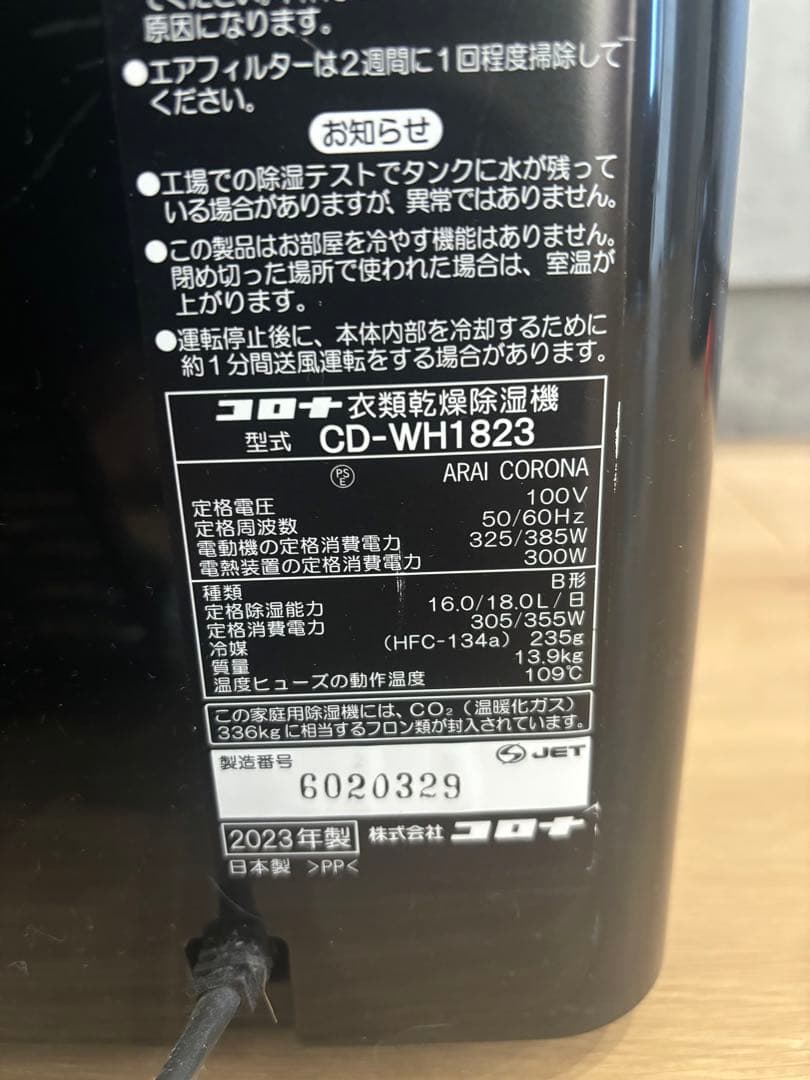 原因になります。
●エアフィルターは2週間に1回程度掃除して
ください。
お知らせ
●工場での除湿テストでタンクに水が残って
いる場合がありますが、異常ではありません。
●この製品はお部屋を冷やす機能はありません。
閉め切った場所で使われた場合は、室温が
上がります。
●運転停止後に、本体内部を冷却するために
約1分間送風運転をする場合があります。
コロナ衣類乾燥除湿機
型式 CD-WH1823
PSE ARAI CORONA
定格電圧 100V
定格周波数 50/60Hz
電動機の定格消費電力 325/385W
電熱装置の定格消費電力 300W
種類 B形
定格除湿能力 16.0/18.0L/日
定格消費電力 305/355W
冷媒 (HFC-134a) 235g
質量 13.9kg
温度ヒューズの動作温度 109℃
この家庭用除湿機には、CO₂(温暖化ガス)
336kgに相当するフロン類が封入されています。
製造番号 JET
6020329
2023年製 株式会社 コロナ
日本製 >PP<